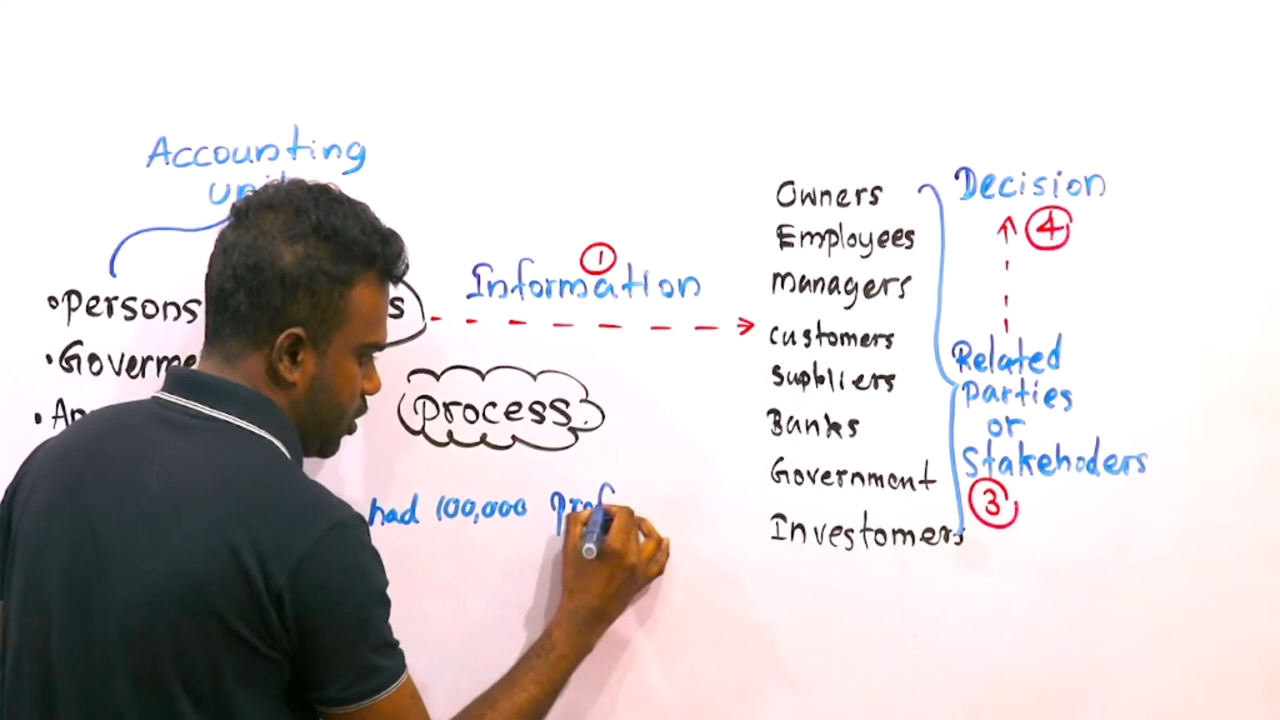 Accounting
•Persons
•Goverme
s
Information
1
process
had 100,000 prof
Owners
Employees
managers
customers
suppliers
Banks
Government
Investomers
Decision
4
Related
parties
or
Stakehoders
3